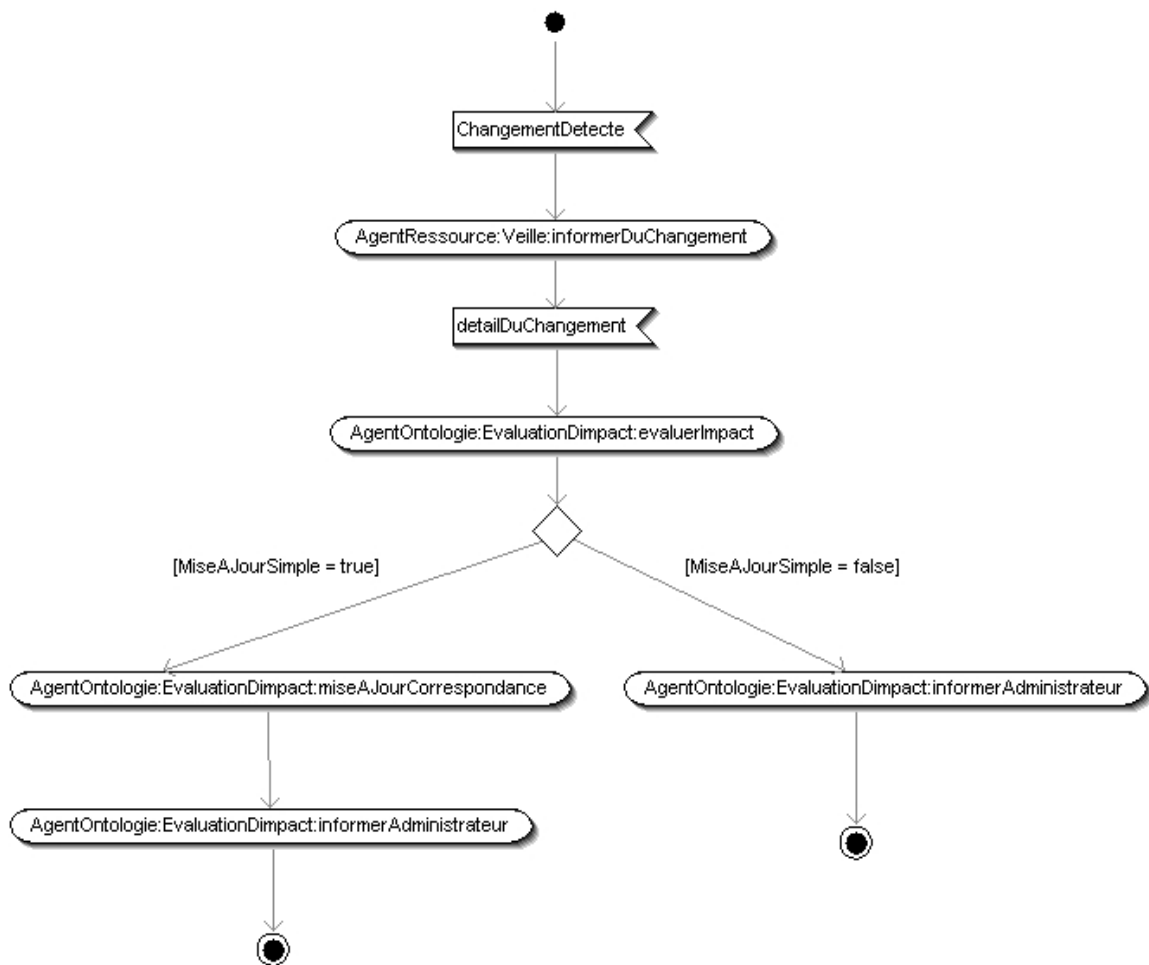 ChangementDetecte
AgentRessource:Veille:informerDuChangement
detailDuChangement
AgentOntologie:EvaluationDimpact:evaluerImpact
[MiseAJourSimple = true]
[MiseAJourSimple = false]
AgentOntologie:EvaluationDimpact:miseAJourCorrespondance
AgentOntologie:EvaluationDimpact:informerAdministrateur
AgentOntologie:EvaluationDimpact:informerAdministrateur